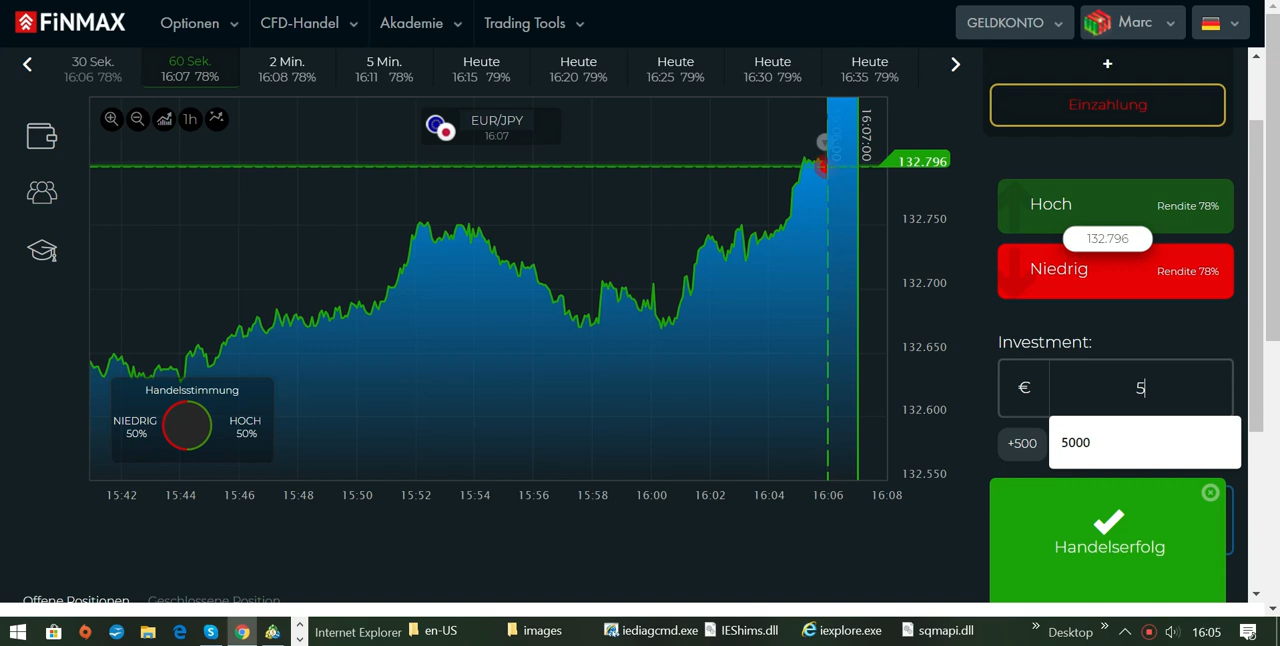 FiNMAX
Optionen
CFD-Handel
Akademie
Trading Tools
GELDKONTO
Marc
30 Sek.
16:06 78%
60 Sek.
16:07 78%
2 Min.
16:08 78%
5 Min.
16:11 78%
Heute
16:15 79%
Heute
16:20 79%
Heute
16:25 79%
Heute
16:30 79%
Heute
16:35 79%
1h
EUR/JPY
16:07
16:07:00
132.796
132.750
132.700
132.650
132.600
132.550
Handelsstimmung
NIEDRIG
50%
HOCH
50%
15:42
15:44
15:46
15:48
15:50
15:52
15:54
15:56
15:58
16:00
16:02
16:04
16:06
16:08
+
Einzahlung
Hoch
Rendite 78%
132.796
Niedrig
Rendite 78%
Investment:
€
5
+500
5000
Handelserfolg
Offene Positionen
Geschlossene Position
Internet Explorer
en-US
images
iediagcmd.exe
IEShims.dll
iexplore.exe
sqmapi.dll
Desktop
16:05